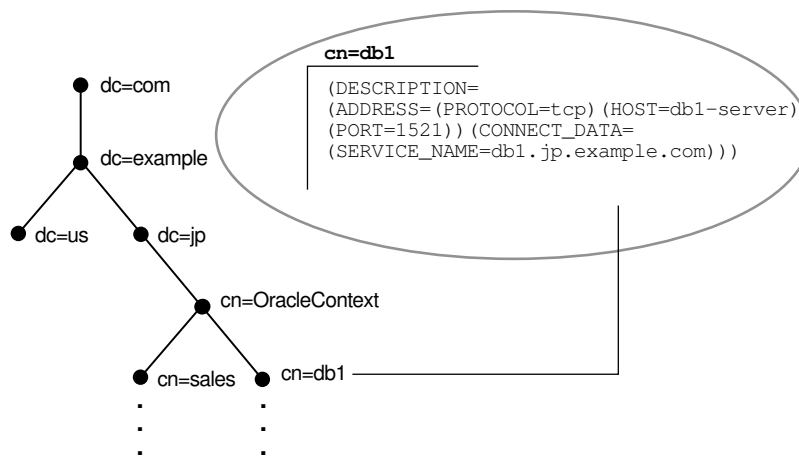 cn=db1
(DESCRIPTION=
(ADDRESS=(PROTOCOL=tcp)(HOST=db1-server)
(PORT=1521))(CONNECT_DATA=
(SERVICE_NAME=db1.jp.example.com)))
dc=com
dc=example
dc=us
dc=jp
cn=OracleContext
cn=sales
cn=db1